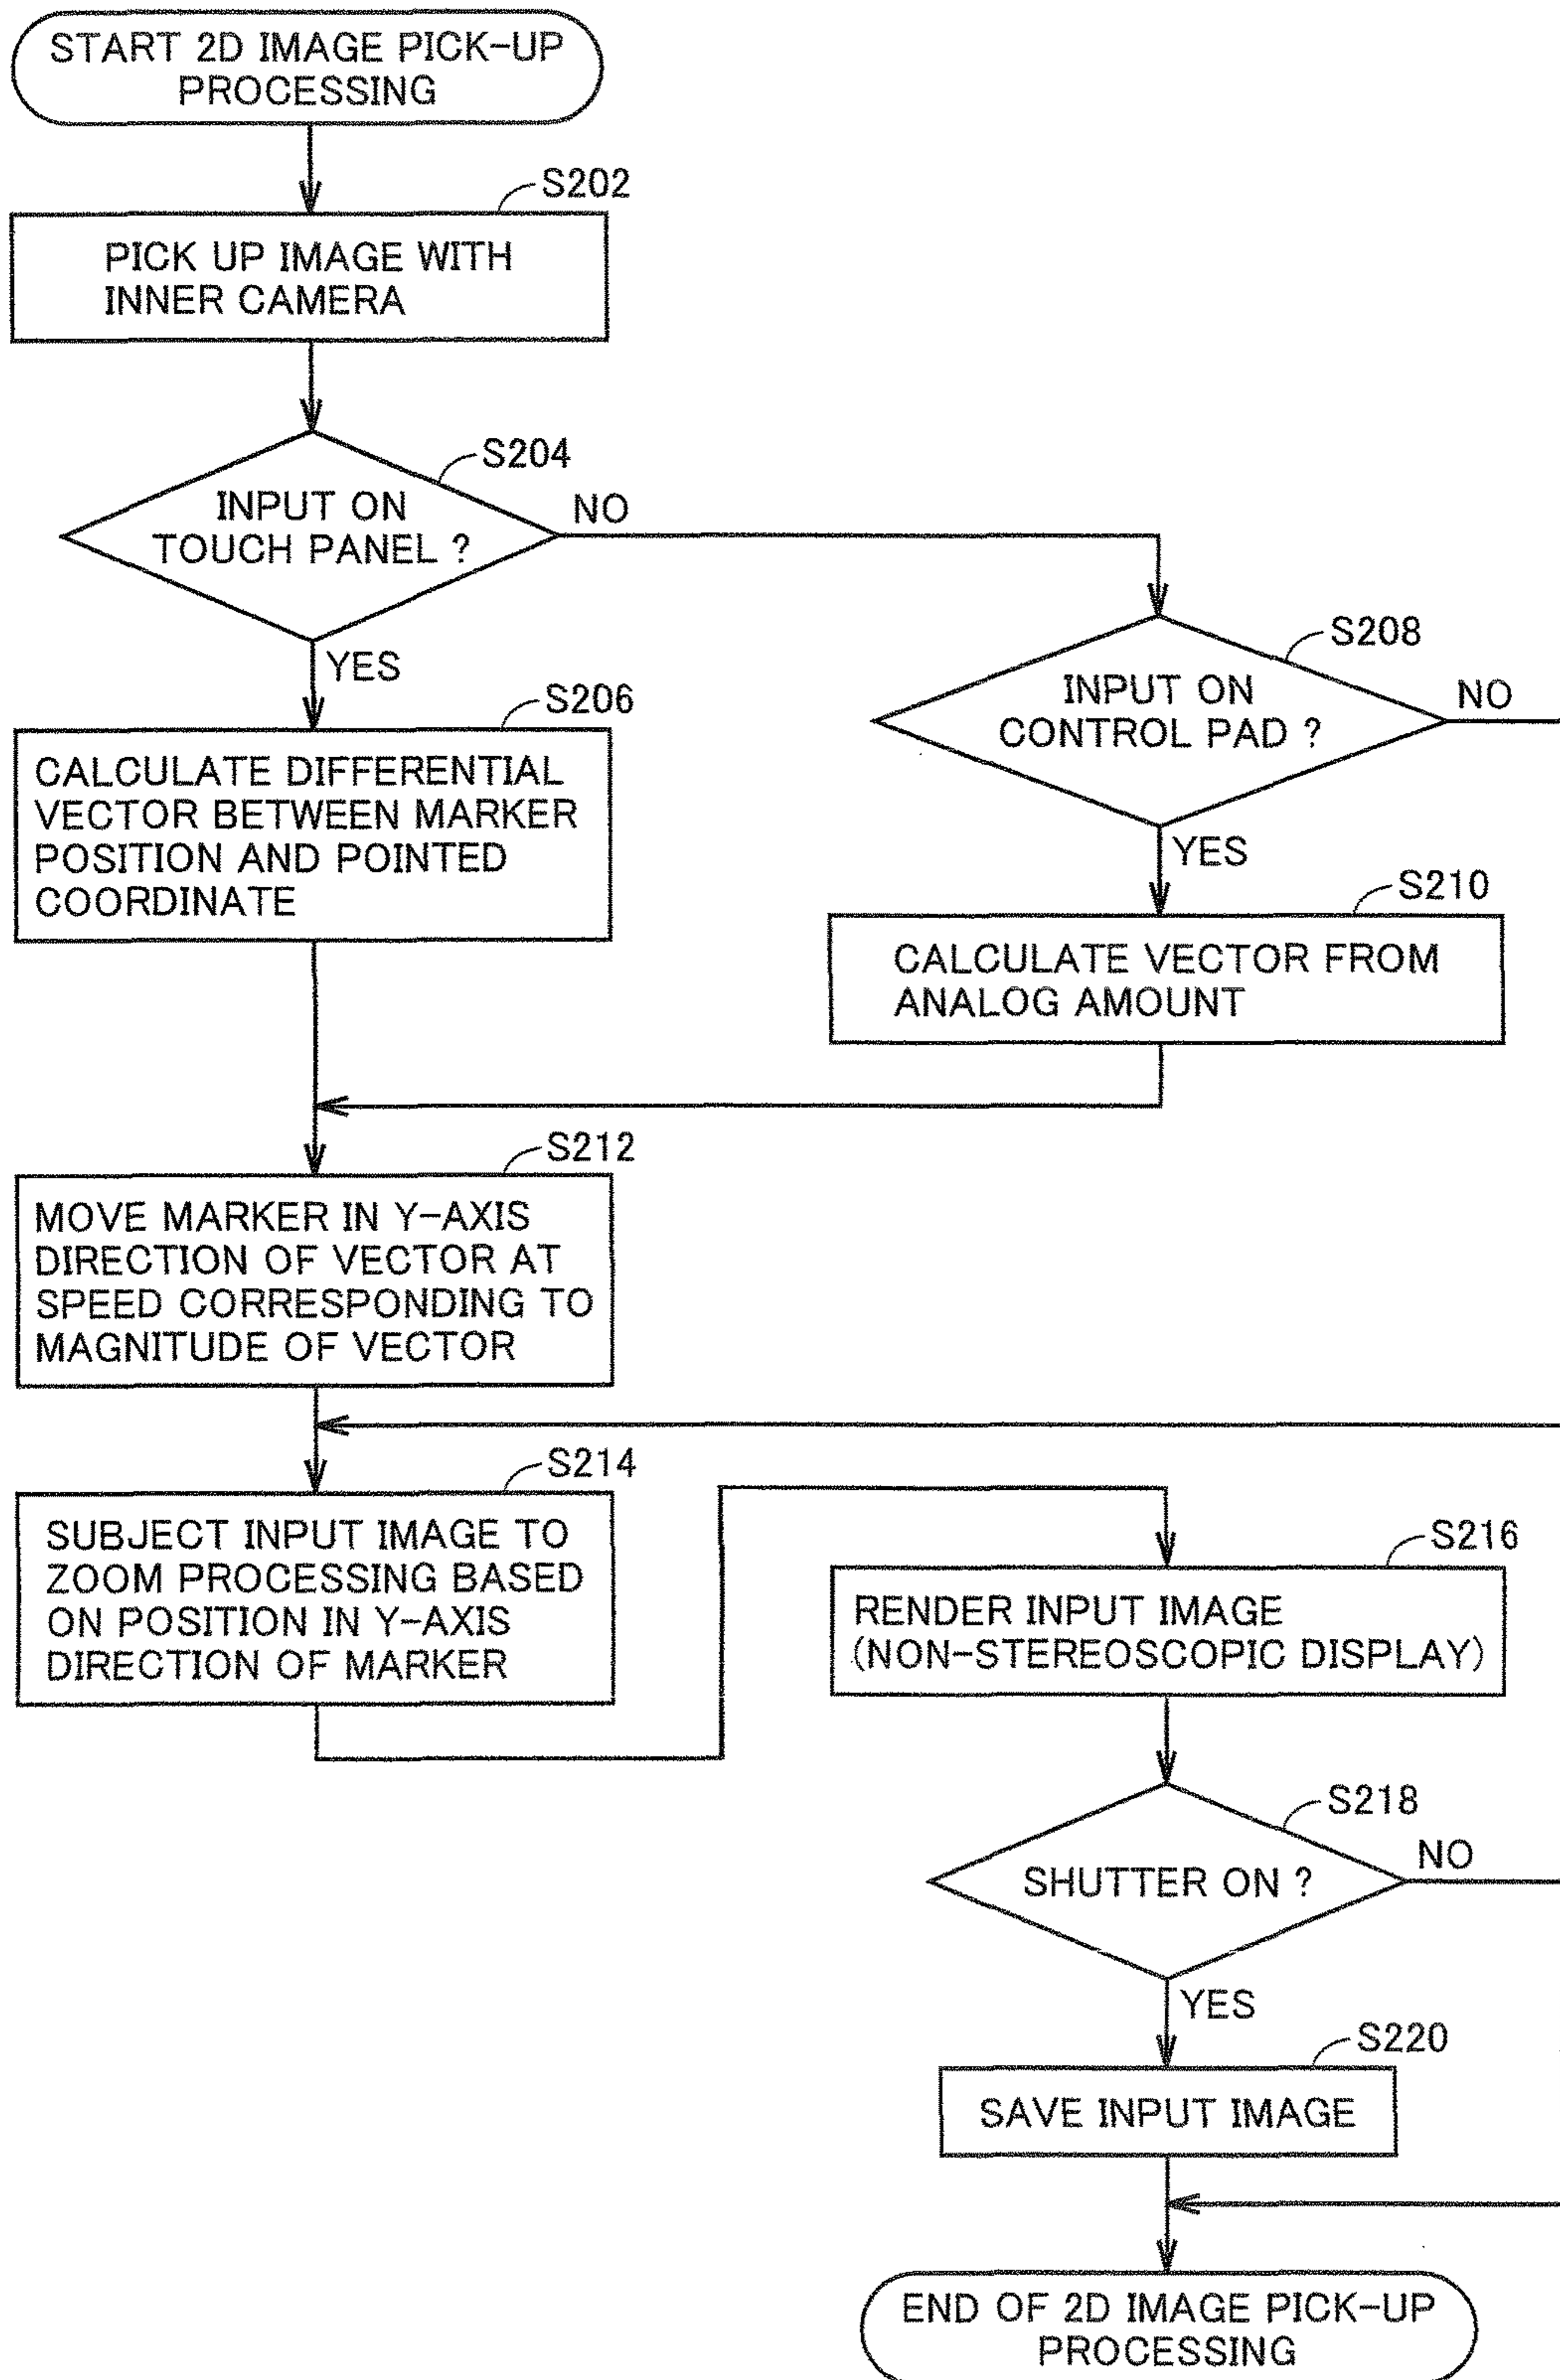 START 2D IMAGE PICK-UP
PROCESSING
S202
PICK UP IMAGE WITH
INNER CAMERA
S204
INPUT ON
TOUCH PANEL ?
NO
YES
S206
CALCULATE DIFFERENTIAL
VECTOR BETWEEN MARKER
POSITION AND POINTED
COORDINATE
S208
INPUT ON
CONTROL PAD ?
NO
YES
S210
CALCULATE VECTOR FROM
ANALOG AMOUNT
S212
MOVE MARKER IN Y-AXIS
DIRECTION OF VECTOR AT
SPEED CORRESPONDING TO
MAGNITUDE OF VECTOR
S214
SUBJECT INPUT IMAGE TO
ZOOM PROCESSING BASED
ON POSITION IN Y-AXIS
DIRECTION OF MARKER
S216
RENDER INPUT IMAGE
(NON-STEREOSCOPIC DISPLAY)
S218
SHUTTER ON ?
NO
YES
S220
SAVE INPUT IMAGE
END OF 2D IMAGE PICK-UP
PROCESSING